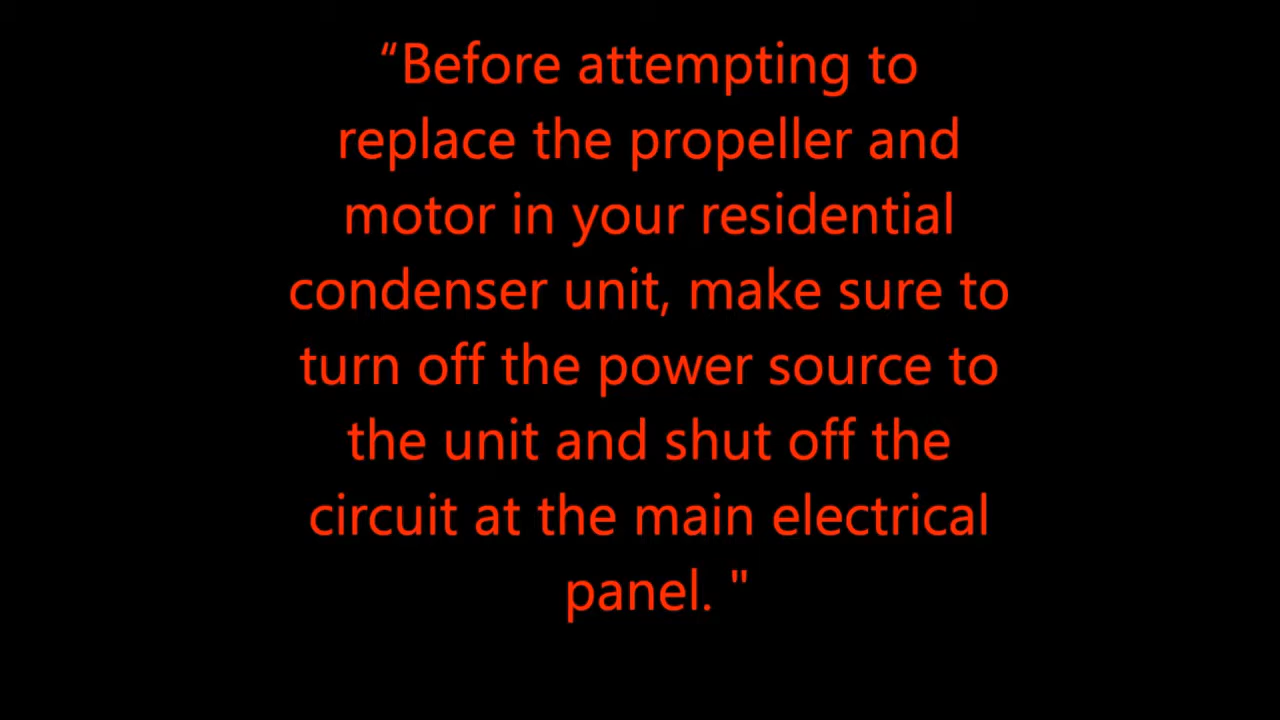 “Before attempting to
replace the propeller and
motor in your residential
condenser unit, make sure to
turn off the power source to
the unit and shut off the
circuit at the main electrical
panel. "